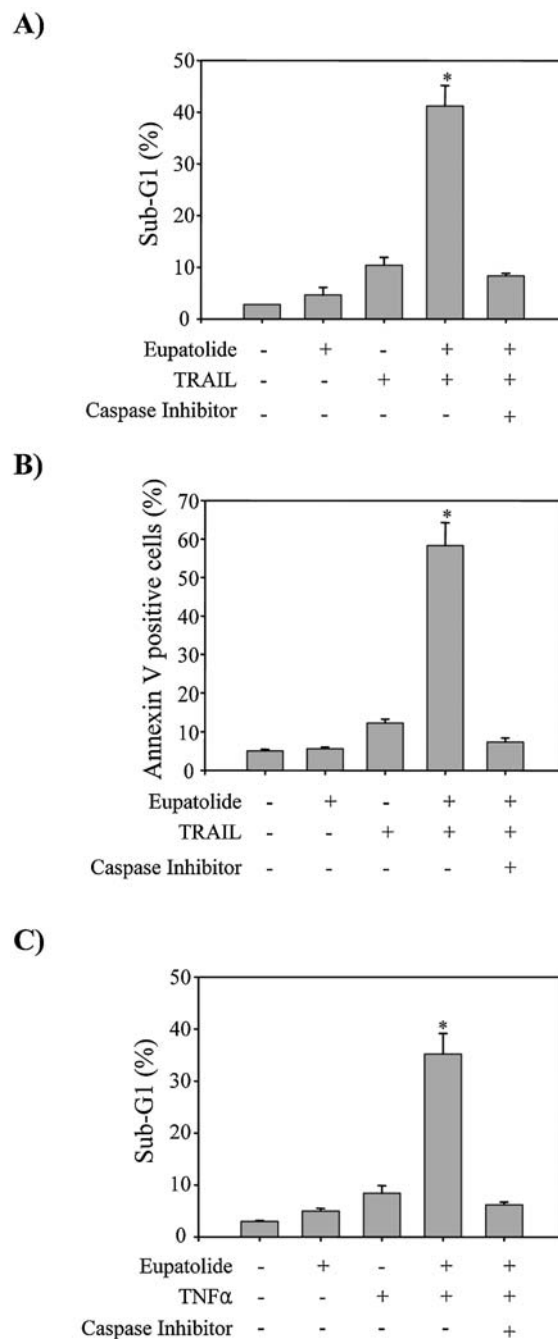 A)
50
40
30
20
10
0
Sub-G1 (%)
*
Eupatolide - + - + +
TRAIL - - + + +
Caspase Inhibitor - - - - +
B)
70
60
50
40
30
20
10
0
Annexin V positive cells (%)
*
Eupatolide - + - + +
TRAIL - - + + +
Caspase Inhibitor - - - - +
C)
50
40
30
20
10
0
Sub-G1 (%)
*
Eupatolide - + - + +
TNFα - - + + +
Caspase Inhibitor - - - - +